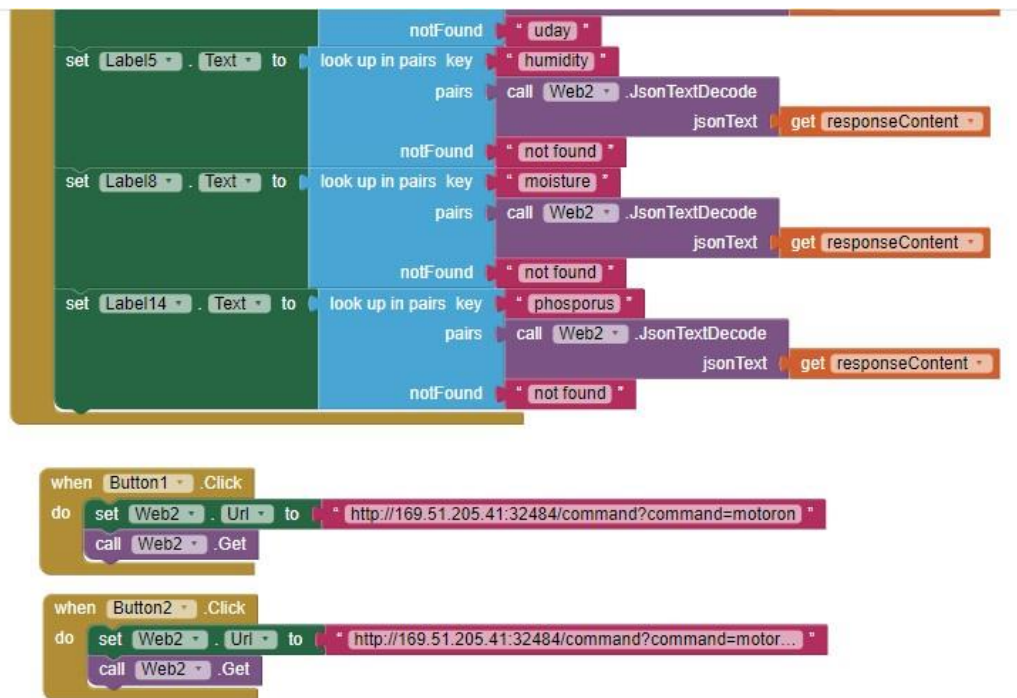 notFound " uday "
set Label5 . Text to look up in pairs key " humidity "
pairs call Web2 .JsonTextDecode
jsonText get responseContent
notFound " not found "
set Label8 . Text to look up in pairs key " moisture "
pairs call Web2 .JsonTextDecode
jsonText get responseContent
notFound " not found "
set Label14 . Text to look up in pairs key " phosporus "
pairs call Web2 .JsonTextDecode
jsonText get responseContent
notFound " not found "
when Button1 .Click
do set Web2 . Url to " http://169.51.205.41:32484/command?command=motoron "
call Web2 .Get
when Button2 .Click
do set Web2 . Url to " http://169.51.205.41:32484/command?command=motor... "
call Web2 .Get